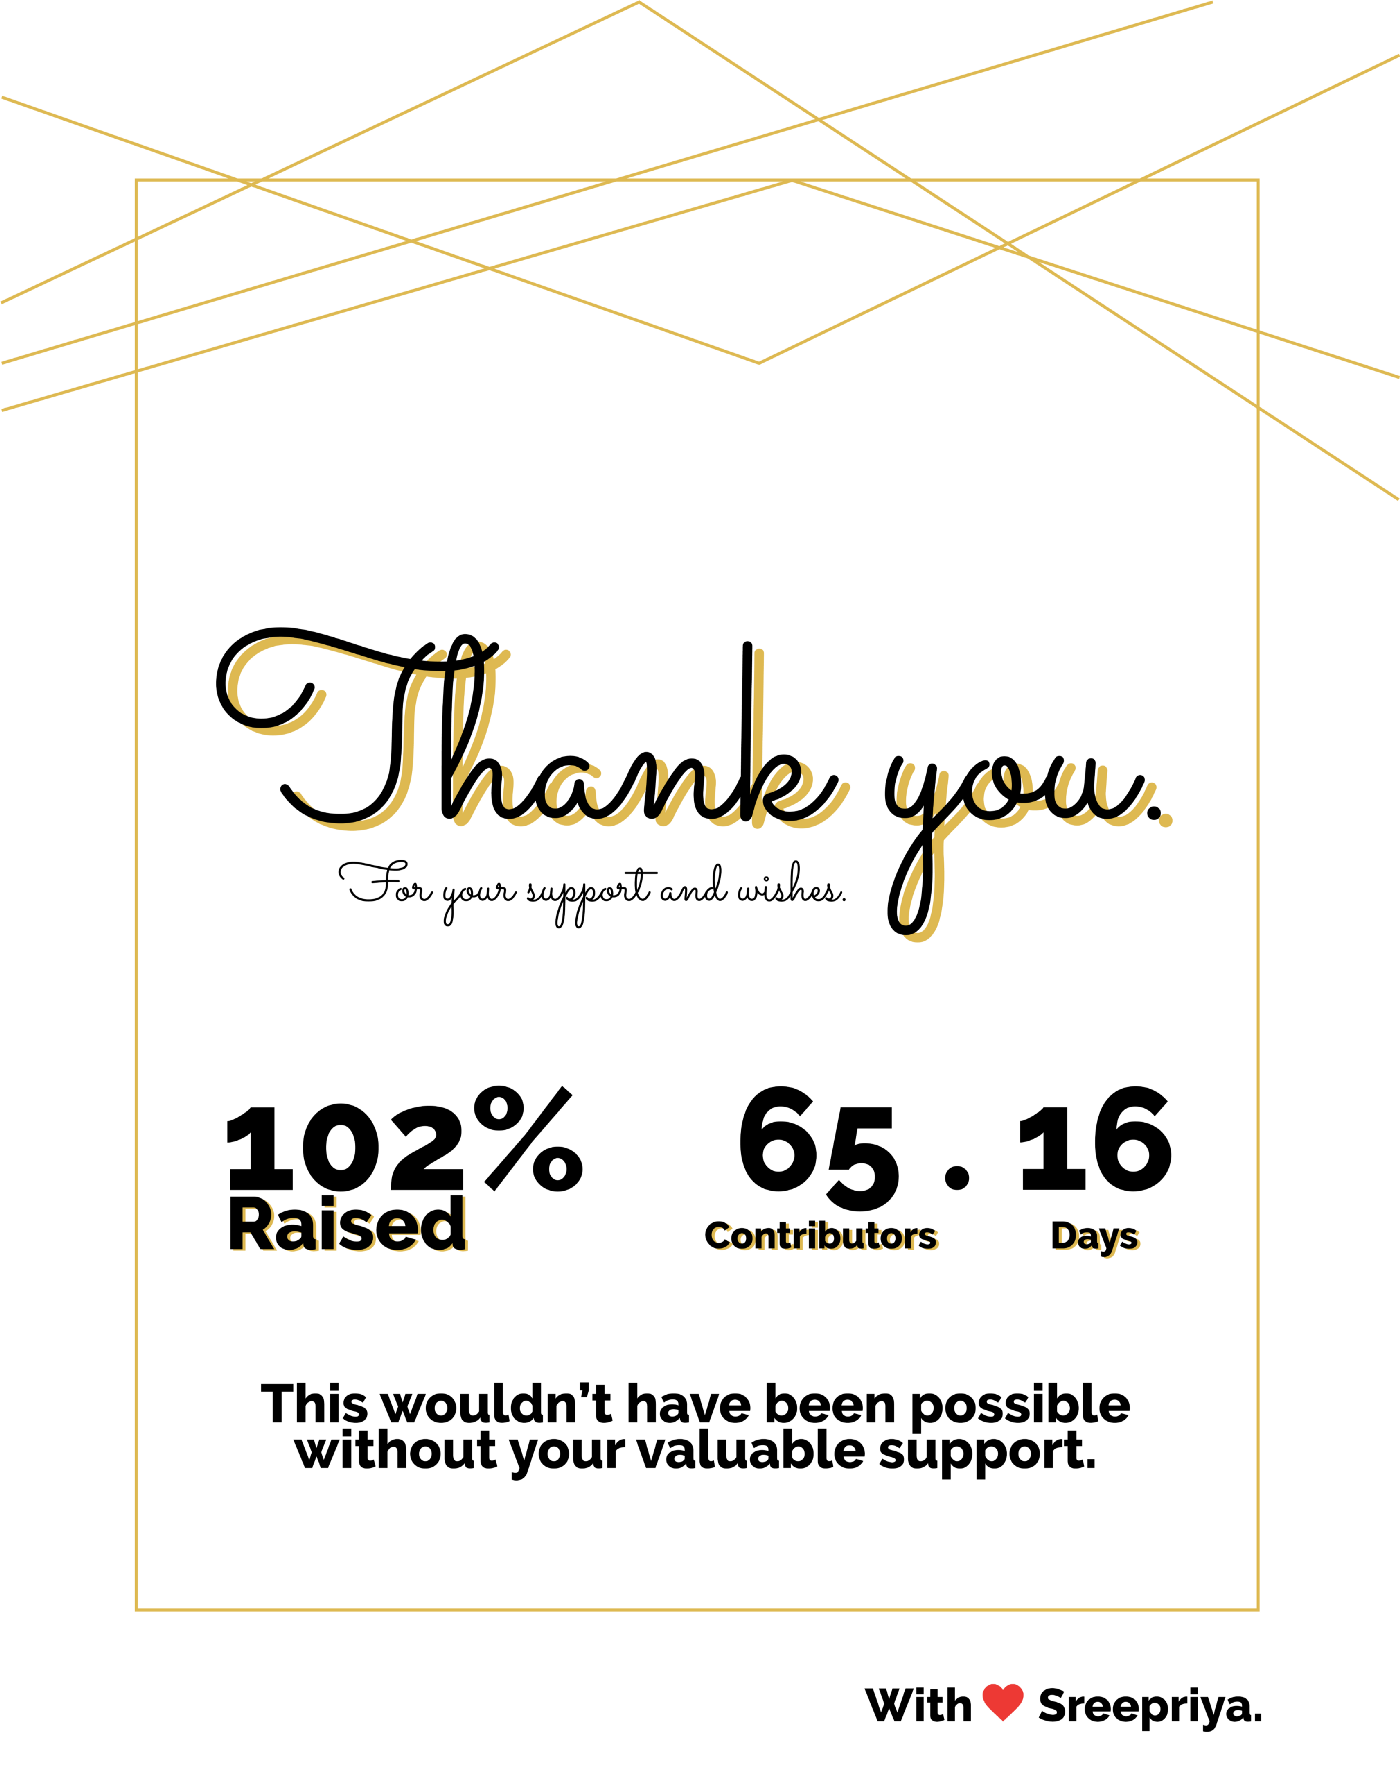 Thank you.
For your support and wishes.
102% 65 . 16
Raised Contributors Days
This wouldn’t have been possible
without your valuable support.
With ❤ Sreepriya.